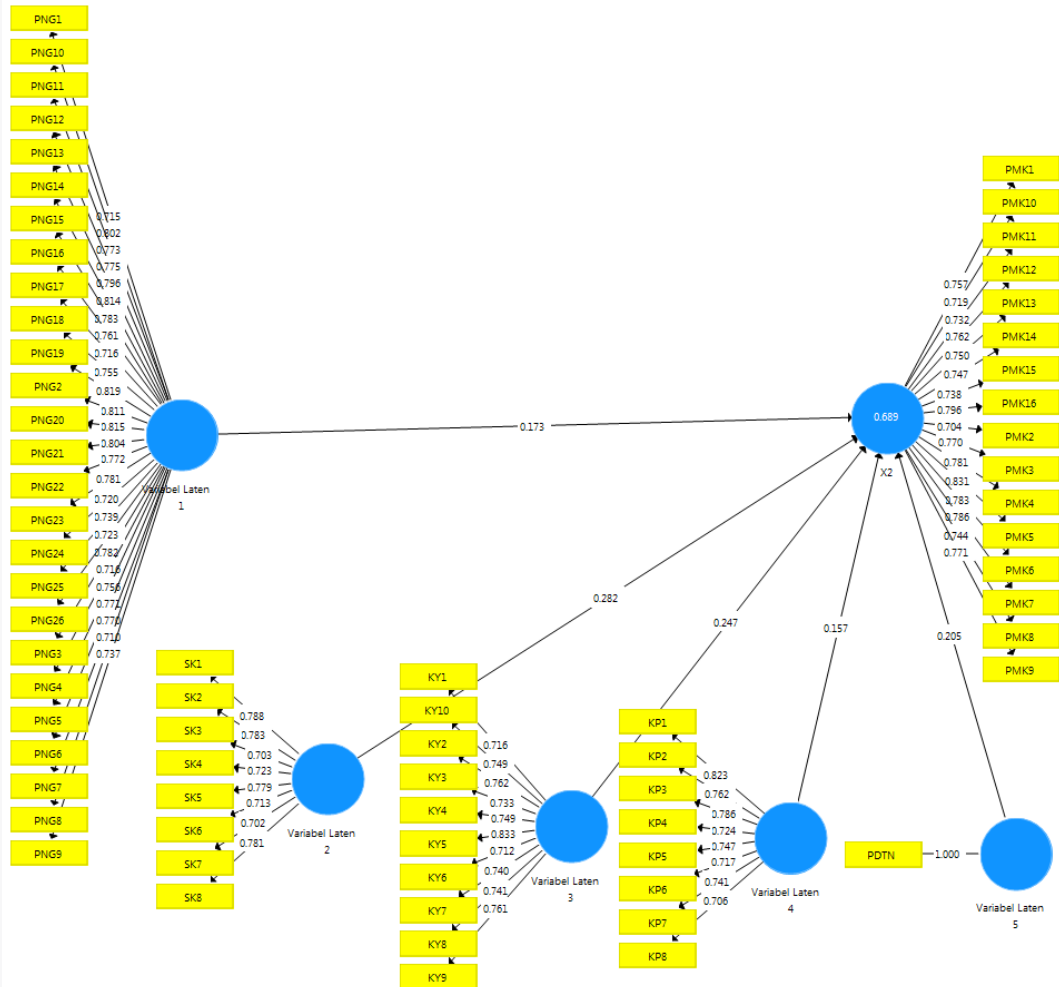 PNG1
PNG10
PNG11
PNG12
PNG13
PNG14
PNG15
PNG16
PNG17
PNG18
PNG19
PNG2
PNG20
PNG21
PNG22
PNG23
PNG24
PNG25
PNG26
PNG3
PNG4
PNG5
PNG6
PNG7
PNG8
PNG9
0.715
0.802
0.773
0.775
0.796
0.814
0.783
0.761
0.716
0.755
0.819
0.811
0.815
0.804
0.772
0.781
0.720
0.739
0.723
0.782
0.716
0.756
0.771
0.770
0.710
0.737
Variabel Laten
1
0.173
0.282
0.247
0.157
0.205
0.689
X2
0.757
0.719
0.732
0.762
0.750
0.747
0.738
0.796
0.704
0.770
0.781
0.831
0.783
0.786
0.744
0.771
PMK1
PMK10
PMK11
PMK12
PMK13
PMK14
PMK15
PMK16
PMK2
PMK3
PMK4
PMK5
PMK6
PMK7
PMK8
PMK9
SK1
SK2
SK3
SK4
SK5
SK6
SK7
SK8
0.788
0.783
0.703
0.723
0.779
0.713
0.702
0.781
Variabel Laten
2
KY1
KY10
KY2
KY3
KY4
KY5
KY6
KY7
KY8
KY9
0.716
0.749
0.762
0.733
0.749
0.833
0.712
0.740
0.741
0.761
Variabel Laten
3
KP1
KP2
KP3
KP4
KP5
KP6
KP7
KP8
0.823
0.762
0.786
0.724
0.747
0.717
0.741
0.706
Variabel Laten
4
PDTN
1.000
Variabel Laten
5